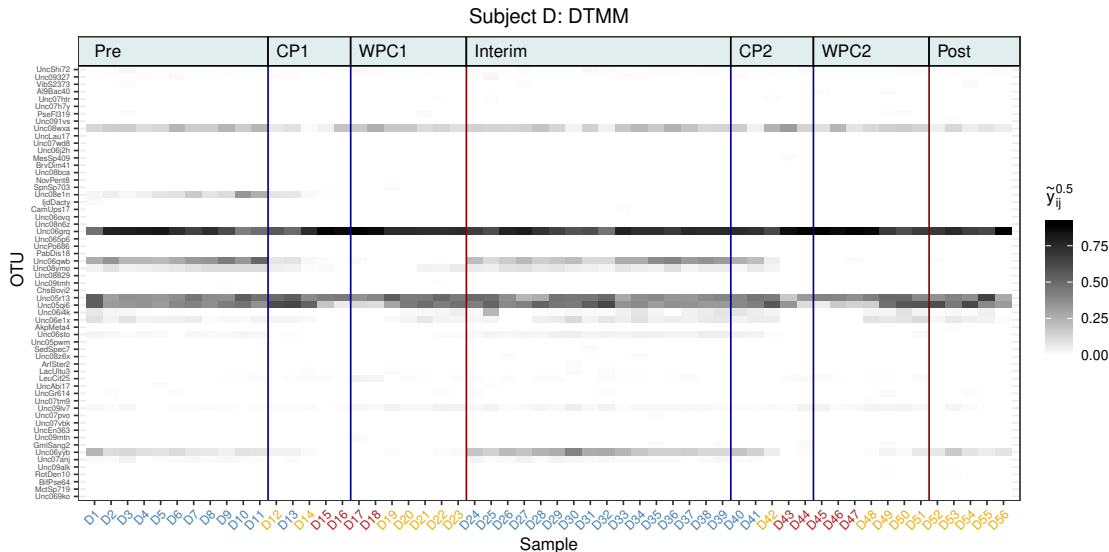 Subject D: DTMM
Pre CP1 WPC1 Interim CP2 WPC2 Post
UncShi72
Unc09327
VibS2373
Al9Bac40
Unc07htr
Unc07h7y
PseFl319
Unc091vs
Unc08wxa
UncLau17
Unc07wd8
Unc06j2h
MesSp409
BrvDim41
Unc08bca
NovPent8
SpnSp703
Unc08e1n
IjdDacty
CamUps17
Unc06ovq
Unc08n6z
Unc06grq
Unc065p6
UncPo686
PabDis18
Unc06qwb
Unc08ymo
Unc08829
Unc09tmh
ChsBovi2
Unc05r13
Unc05qi6
Unc06i4k
Unc06e1x
AkpMeta4
Unc06sto
Unc05pwm
SedSpec7
Unc08z6x
ArfSter2
LacUltu3
LeuCit25
UncAbi17
UncGr614
Unc07tm9
Unc09lv7
Unc07pvo
Unc07vbk
UncEn363
Unc09mtn
GmlSang2
Unc06yyb
Unc07anj
Unc09alk
RotDen10
BifPse64
MctSp719
Unc069ko
OTU
D1 D2 D3 D4 D5 D6 D7 D8 D9 D10 D11 D12 D13 D14 D15 D16 D17 D18 D19 D20 D21 D22 D23 D24 D25 D26 D27 D28 D29 D30 D31 D32 D33 D34 D35 D36 D37 D38 D39 D40 D41 D42 D43 D44 D45 D46 D47 D48 D49 D50 D51 D52 D53 D54 D55 D56
Sample
ỹij^0.5
0.75
0.50
0.25
0.00